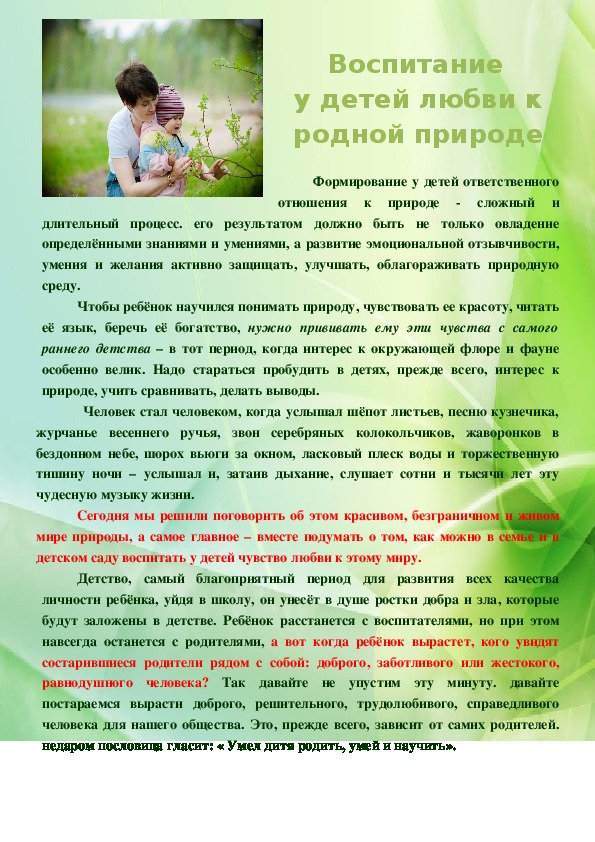 Воспитание
у детей любви к
родной природе
Формирование у детей ответственного
отношения к природе - сложный и
длительный процесс. его результатом должно быть не только овладение
определёнными знаниями и умениями, а развитие эмоциональной отзывчивости,
умения и желания активно защищать, улучшать, облагораживать природную
среду.
Чтобы ребёнок научился понимать природу, чувствовать ее красоту, читать
её язык, беречь её богатство, нужно прививать ему эти чувства с самого
раннего детства – в тот период, когда интерес к окружающей флоре и фауне
особенно велик. Надо стараться пробудить в детях, прежде всего, интерес к
природе, учить сравнивать, делать выводы.
Человек стал человеком, когда услышал шёпот листьев, песню кузнечика,
журчанье весеннего ручья, звон серебряных колокольчиков, жаворонков в
бездонном небе, шорох вьюги за окном, ласковый плеск воды и торжественную
тишину ночи – услышал и, затаив дыхание, слушает сотни и тысячи лет эту
чудесную музыку жизни.
Сегодня мы решили поговорить об этом красивом, безграничном и живом
мире природы, а самое главное – вместе подумать о том, как можно в семье и в
детском саду воспитать у детей чувство любви к этому миру.
Детство, самый благоприятный период для развития всех качества
личности ребёнка, уйдя в школу, он унесёт в душе ростки добра и зла, которые
будут заложены в детстве. Ребёнок расстанется с воспитателями, но при этом
навсегда останется с родителями, а вот когда ребёнок вырастет, кого увидят
состарившиеся родители рядом с собой: доброго, заботливого или жестокого,
равнодушного человека? Так давайте не упустим эту минуту. давайте
постараемся вырасти доброго, решительного, трудолюбивого, справедливого
человека для нашего общества. Это, прежде всего, зависит от самих родителей.
недаром пословица гласит: « Умел дитя родить, умей и научить».